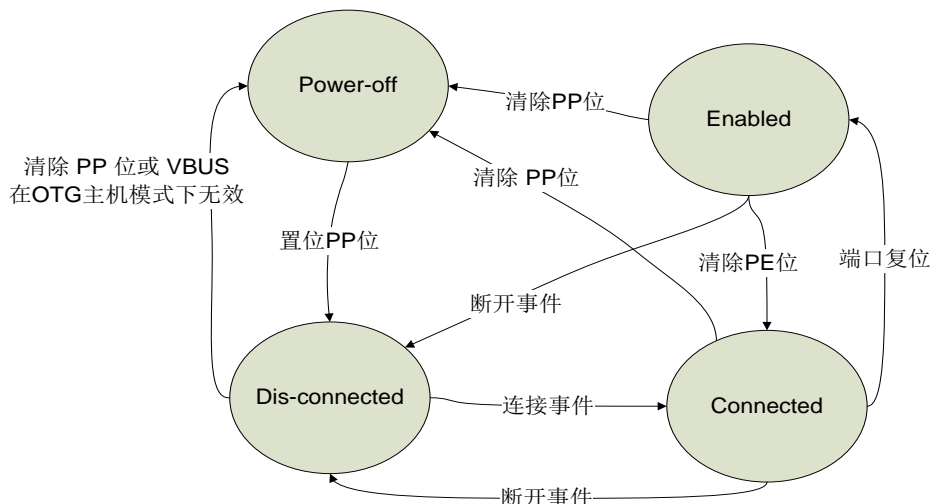 Power-off
Enabled
清除PP位
清除 PP 位或 VBUS
在OTG主机模式下无效
清除 PP位
置位PP位
清除PE位
端口复位
断开事件
Dis-connected
连接事件
Connected
断开事件